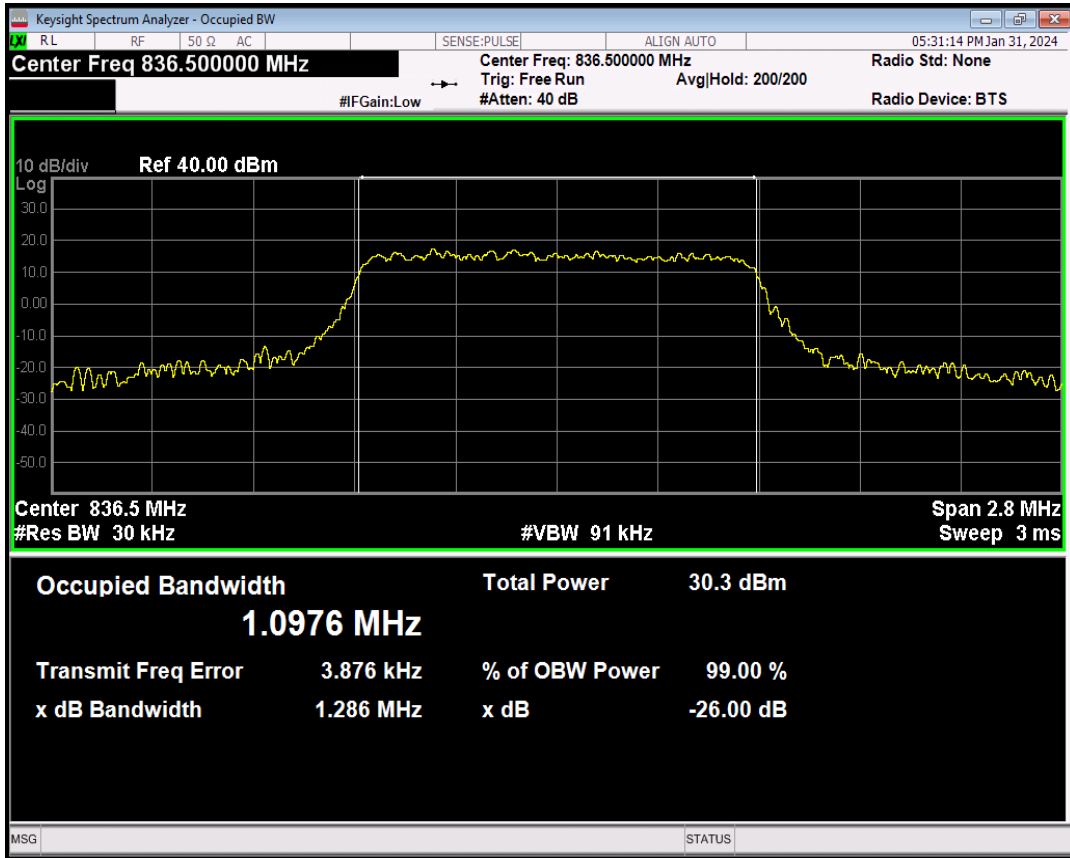 Keysight Spectrum Analyzer - Occupied BW
LXI RL RF 50 Ω AC SENSE:PULSE ALIGN AUTO 05:31:14 PM Jan 31, 2024
Center Freq 836.500000 MHz Center Freq: 836.500000 MHz Radio Std: None
Trig: Free Run Avg|Hold: 200/200
#IFGain:Low #Atten: 40 dB Radio Device: BTS
10 dB/div Ref 40.00 dBm
Log
30.0
20.0
10.0
0.00
-10.0
-20.0
-30.0
-40.0
-50.0
Center 836.5 MHz Span 2.8 MHz
#Res BW 30 kHz #VBW 91 kHz Sweep 3 ms
Occupied Bandwidth Total Power 30.3 dBm
1.0976 MHz
Transmit Freq Error 3.876 kHz % of OBW Power 99.00 %
x dB Bandwidth 1.286 MHz x dB -26.00 dB
MSG STATUS